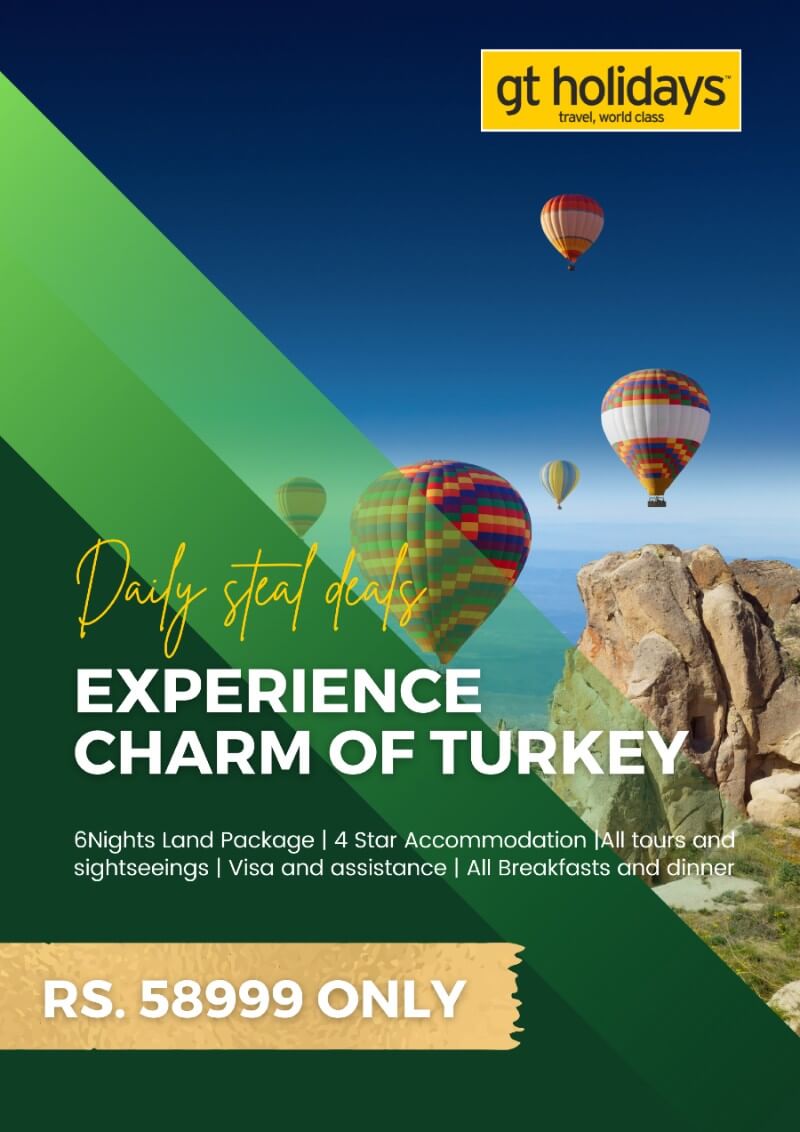 gt holidays™
travel, world class
Daily steal deals
EXPERIENCE
CHARM OF TURKEY
6Nights Land Package | 4 Star Accommodation |All tours and
sightseeings | Visa and assistance | All Breakfasts and dinner
RS. 58999 ONLY